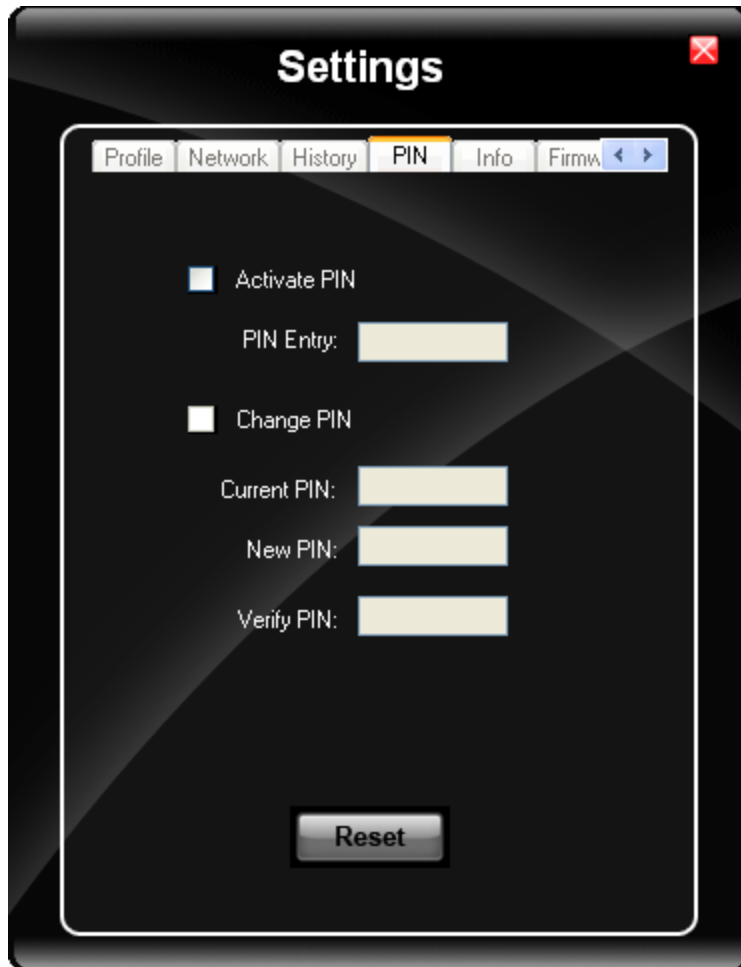 Settings
Profile Network History PIN Info Firmw
Activate PIN
PIN Entry:
Change PIN
Current PIN:
New PIN:
Verify PIN:
Reset